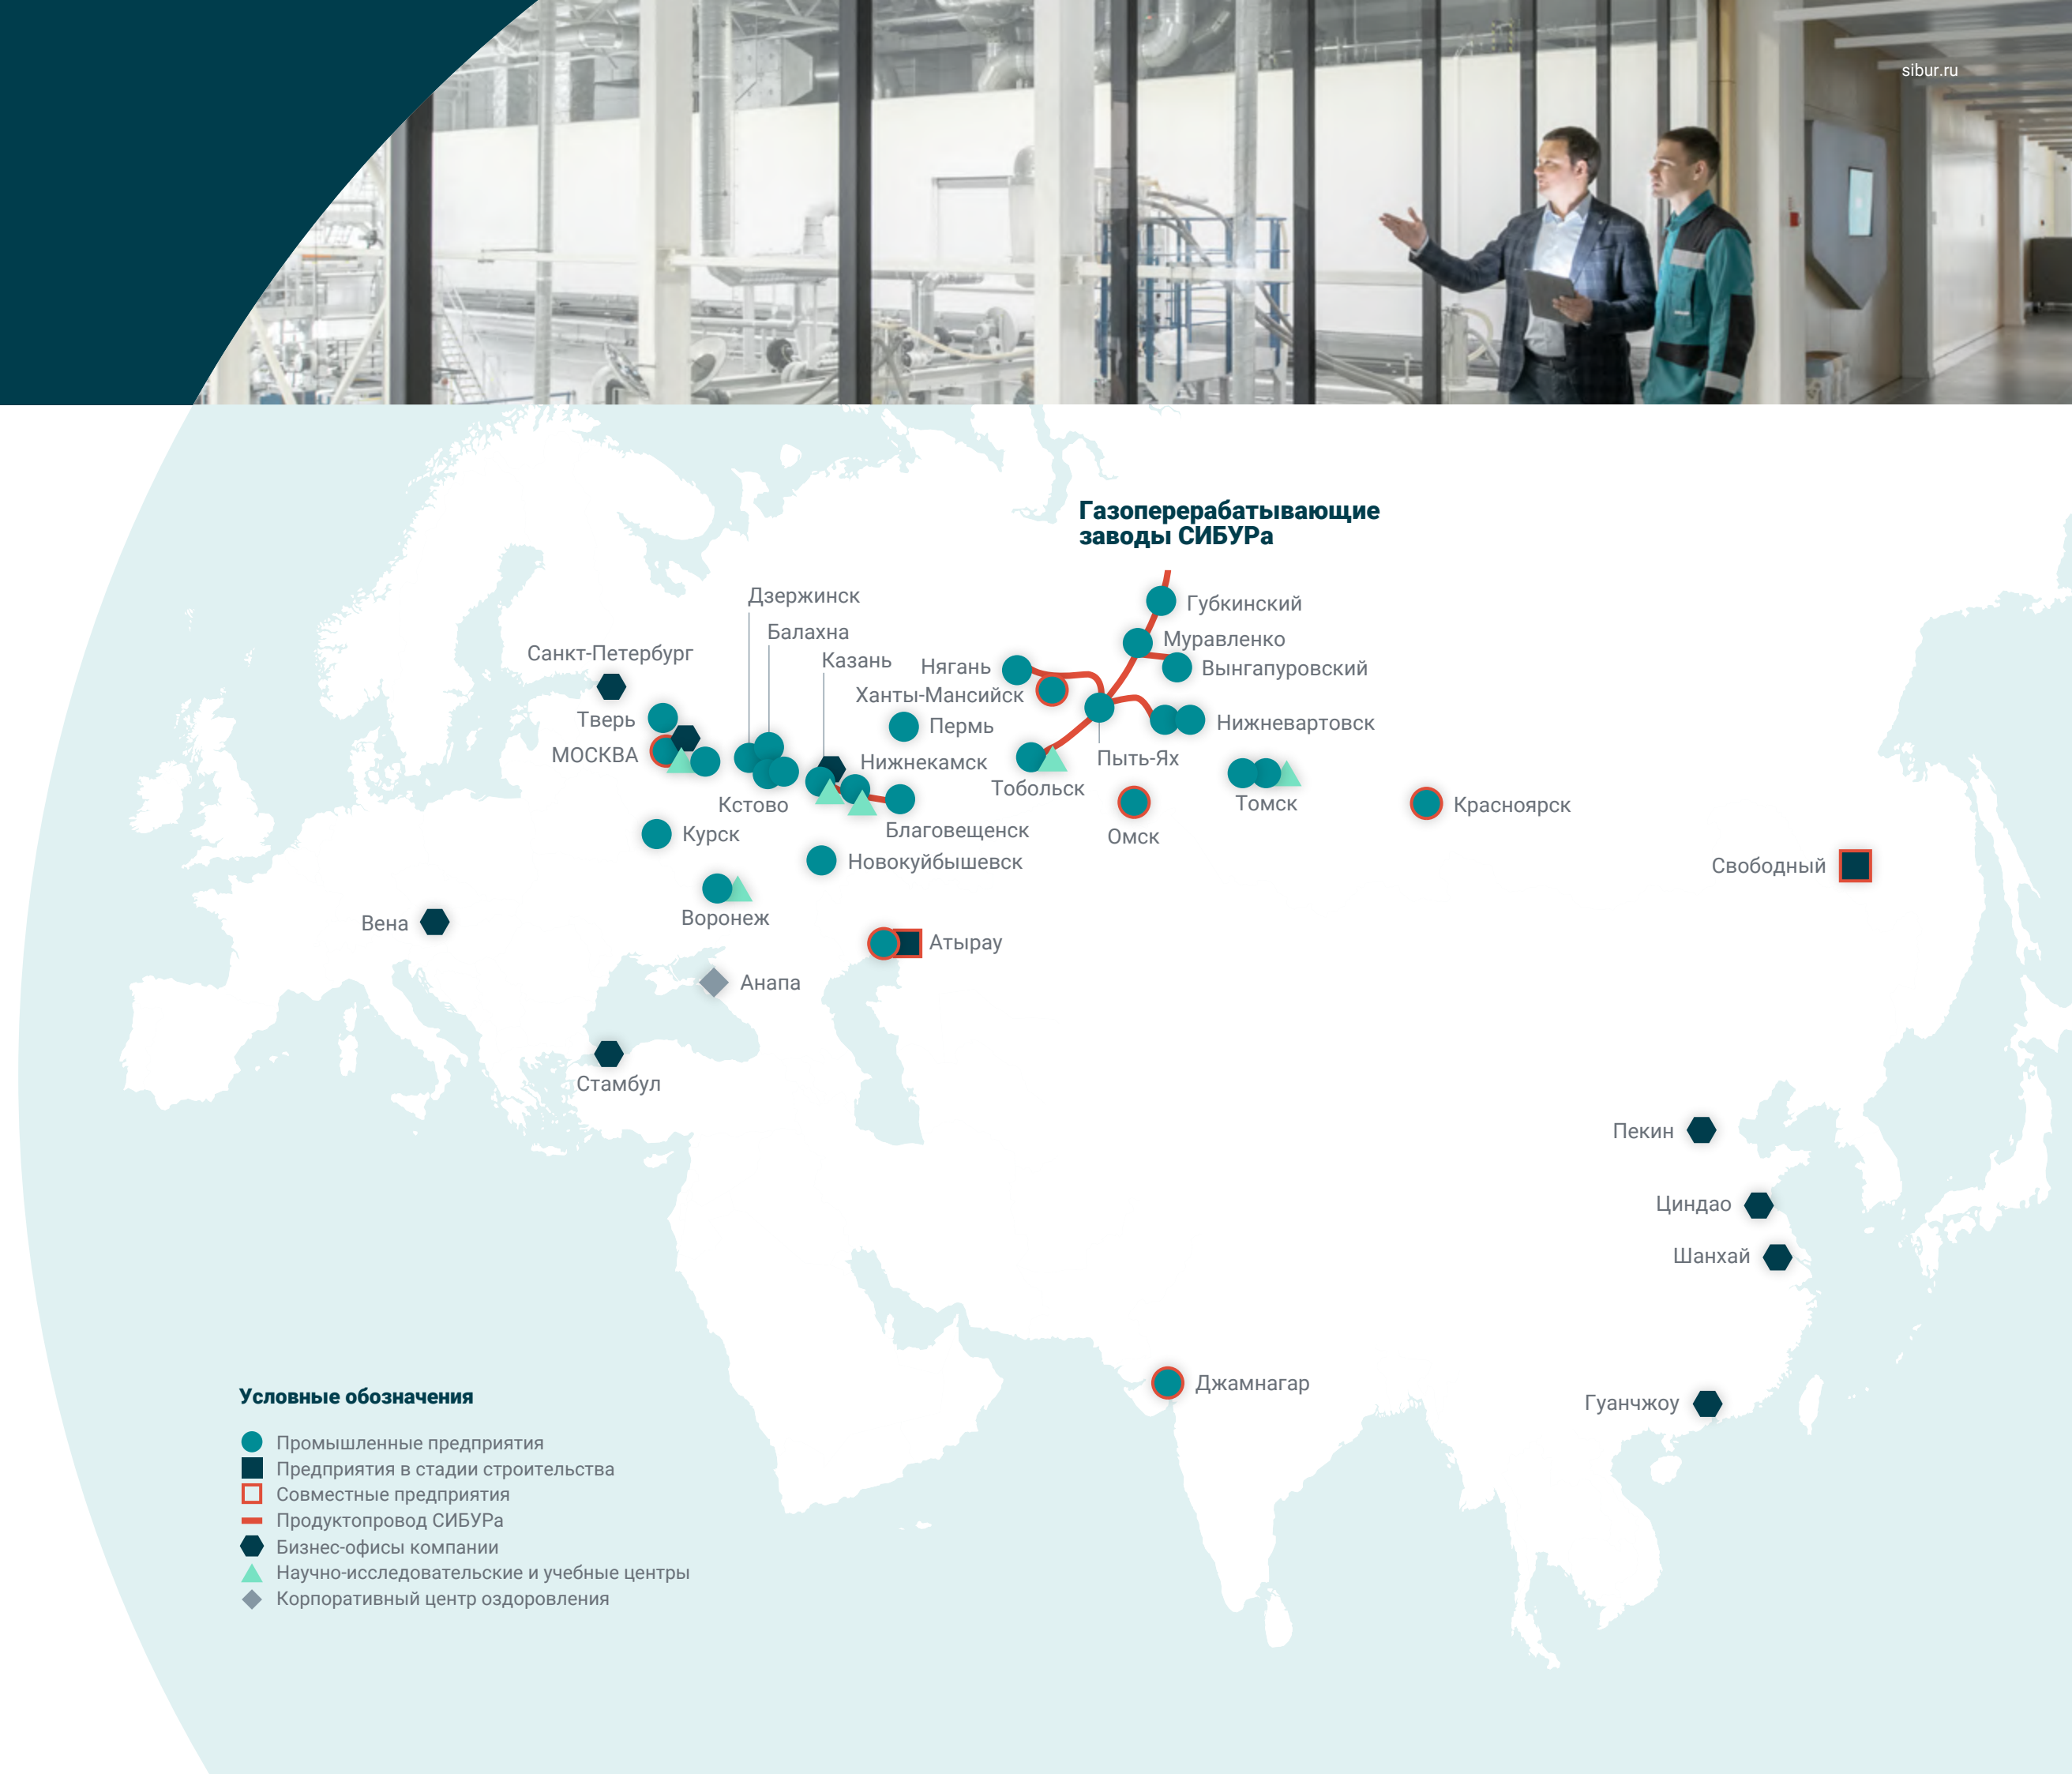 sibur.ru
Газоперерабатывающие
заводы СИБУРа
Дзержинск
Губкинский
Балахна
Муравленко
Санкт-Петербург
Казань
Нягань
Вынгапуровский
Ханты-Мансийск
Тверь
Пермь
Нижневартовск
МОСКВА
Нижнекамск
Пыть-Ях
Тобольск
Кстово
Томск
Красноярск
Благовещенск
Омск
Курск
Новокуйбышевск
Свободный
Воронеж
Вена
Атырау
Анапа
Стамбул
Пекин
Циндао
Шанхай
Джамнагар
Гуанчжоу
Условные обозначения
Промышленные предприятия
Предприятия в стадии строительства
Совместные предприятия
Продуктопровод СИБУРа
Бизнес-офисы компании
Научно-исследовательские и учебные центры
Корпоративный центр оздоровления